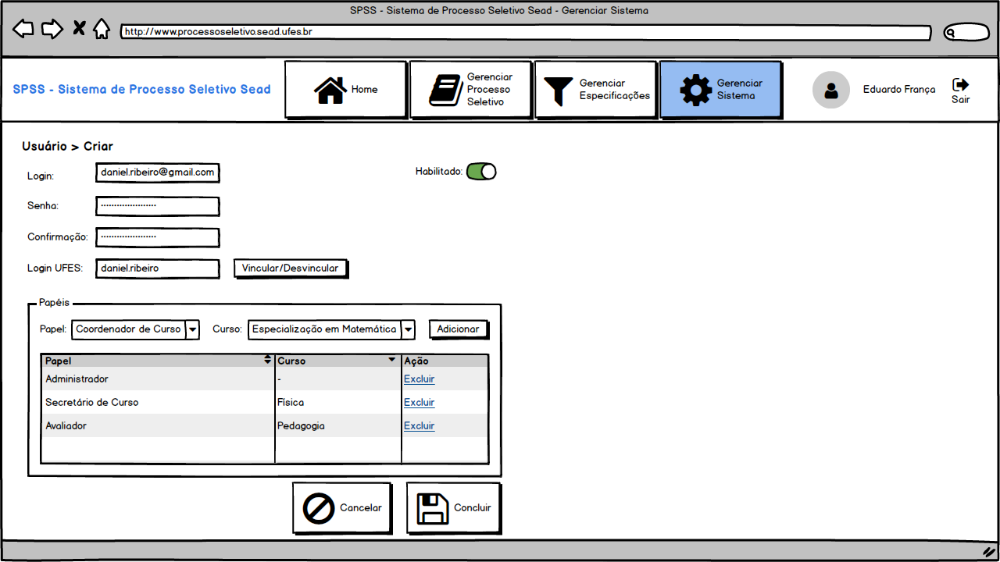 SPSS - Sistema de Processo Seletivo Sead - Gerenciar Sistema
http://www.processoseletivo.sead.ufes.br
SPSS - Sistema de Processo Seletivo Sead
Home
Gerenciar
Processo
Seletivo
Gerenciar
Especificações
Gerenciar
Sistema
Eduardo França
Sair
Usuário > Criar
Login: daniel.ribeiro@gmail.com
Habilitado:
Senha: ·····················
Confirmação: ·····················
Login UFES: daniel.ribeiro Vincular/Desvincular
Papéis
Papel: Coordenador de Curso Curso: Especialização em Matemática Adicionar
Papel Curso Ação
Administrador - Excluir
Secretário de Curso Física Excluir
Avaliador Pedagogia Excluir
Cancelar Concluir